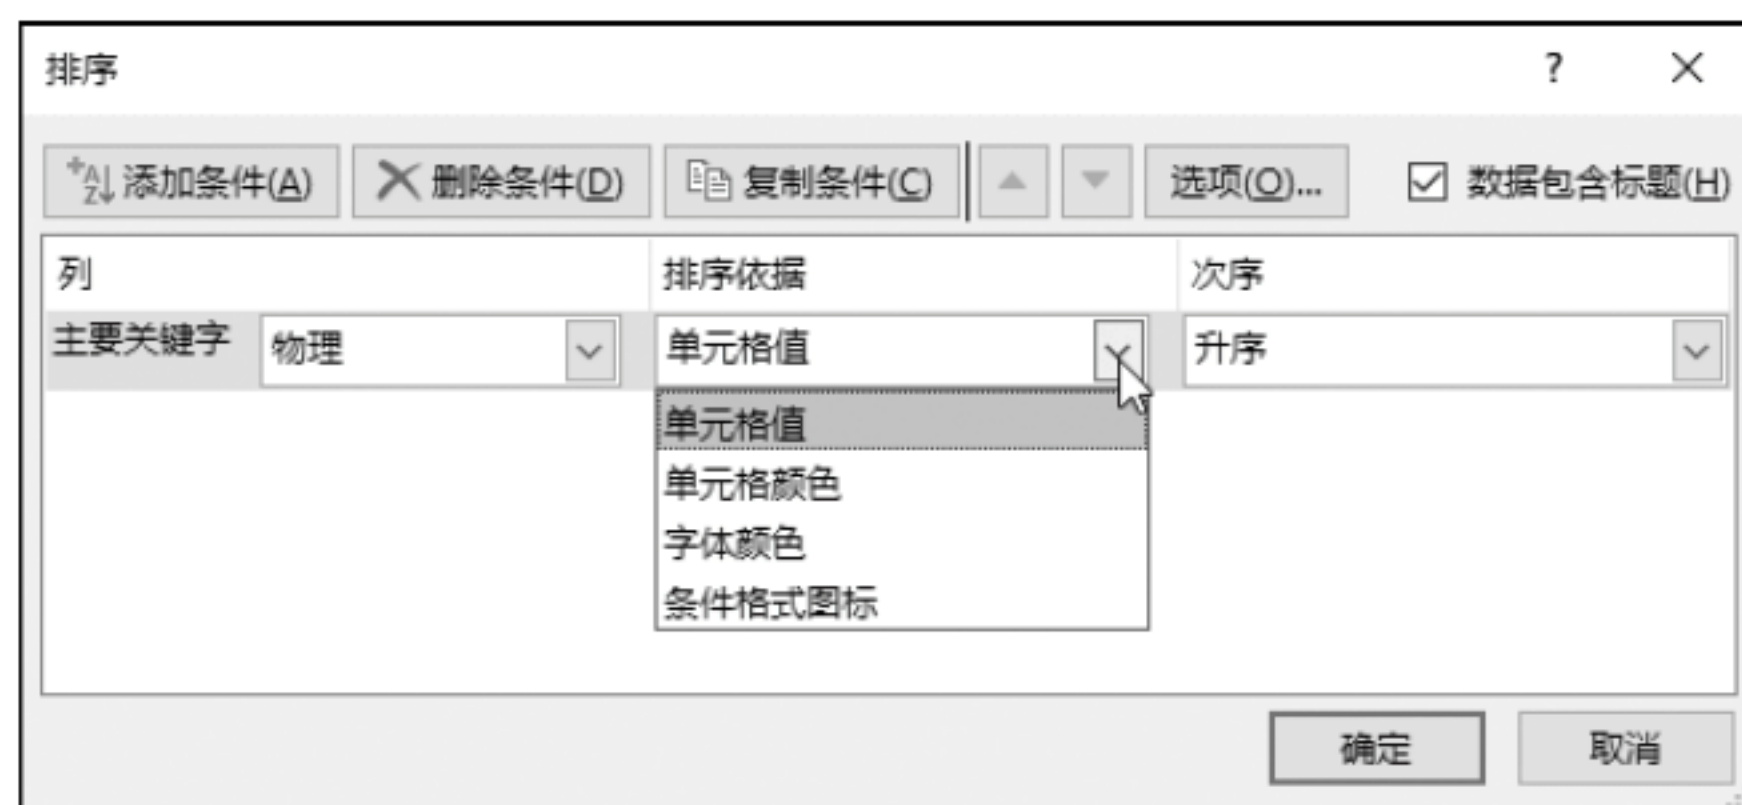 排序 ?
添加条件(A) 删除条件(D) 复制条件(C) 选项(O)... 数据包含标题(H)
列 排序依据 次序
主要关键字 物理 单元格值 升序
单元格值
单元格颜色
字体颜色
条件格式图标
确定 取消